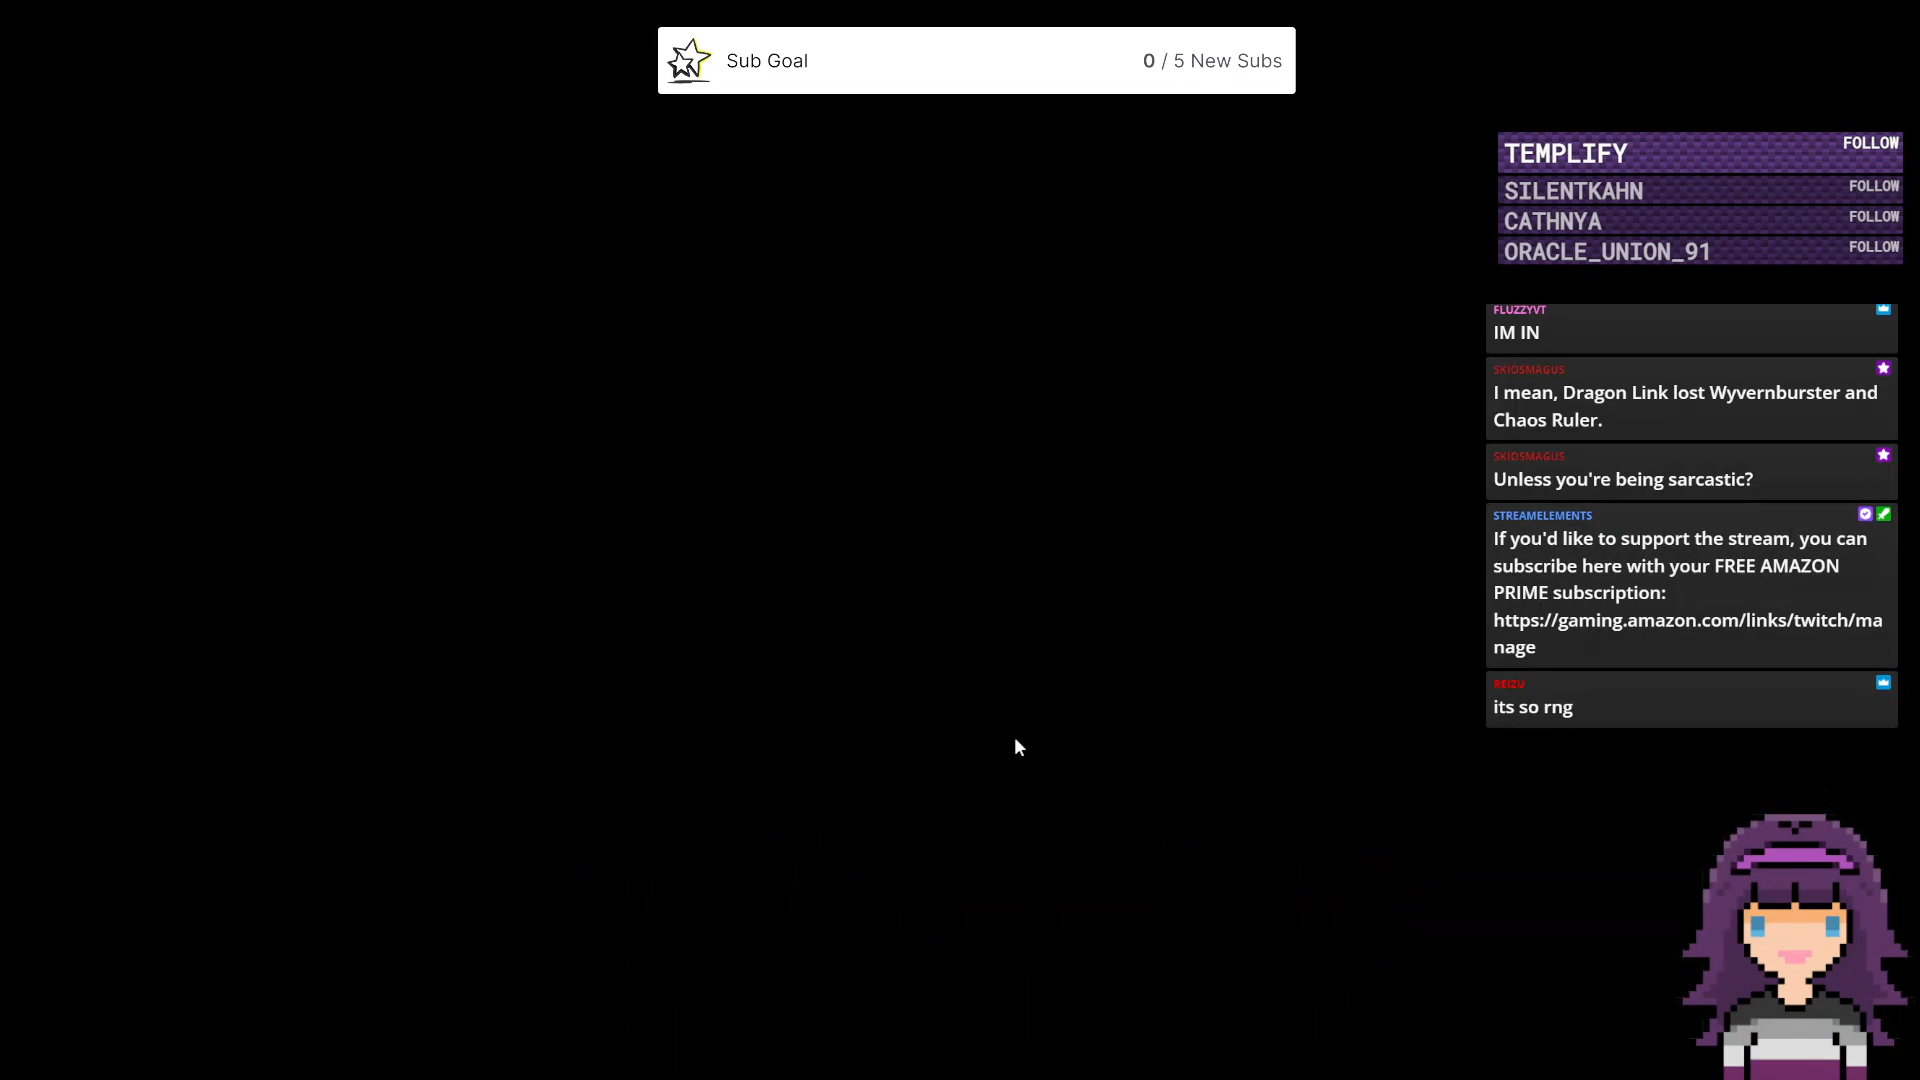 Sub Goal
0 / 5 New Subs
TEMPLIFY FOLLOW
SILENTKAHN FOLLOW
CATHNYA FOLLOW
ORACLE_UNION_91 FOLLOW
FLUZZYVT
IM IN
SKIOSMAGUS
I mean, Dragon Link lost Wyvernburster and
Chaos Ruler.
SKIOSMAGUS
Unless you're being sarcastic?
STREAMELEMENTS
If you'd like to support the stream, you can
subscribe here with your FREE AMAZON
PRIME subscription:
https://gaming.amazon.com/links/twitch/ma
nage
REIZU
its so rng